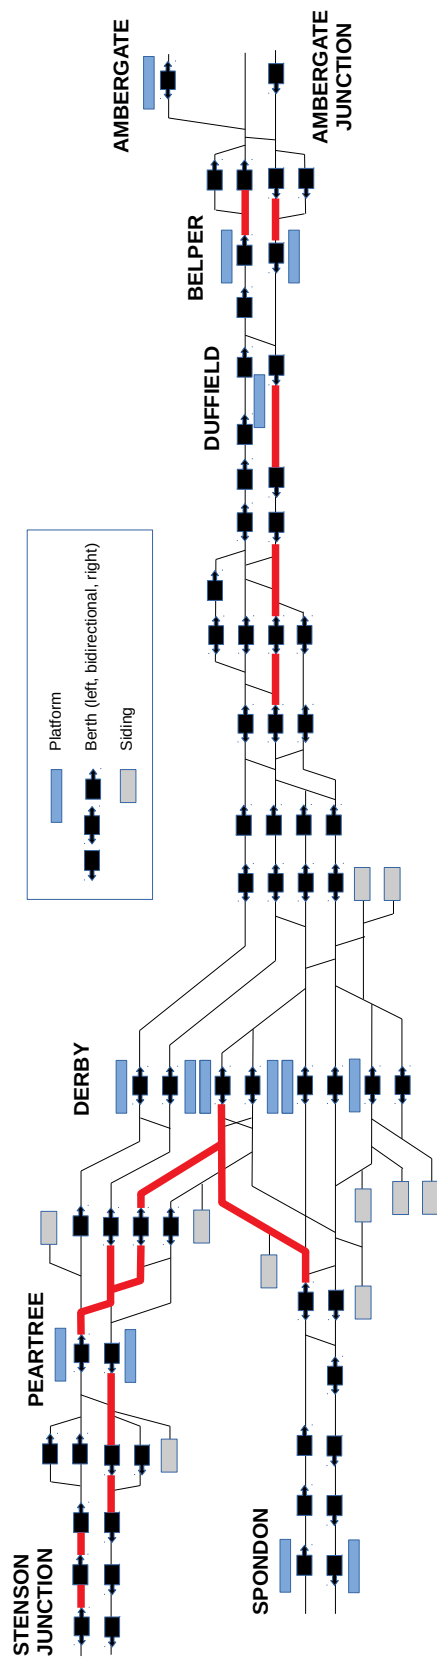 AMBERGATE
AMBERGATE
JUNCTION
BELPER
DUFFIELD
Platform
Berth (left, bidirectional, right)
Siding
DERBY
PEARTREE
STENSON
JUNCTION
SPONDON